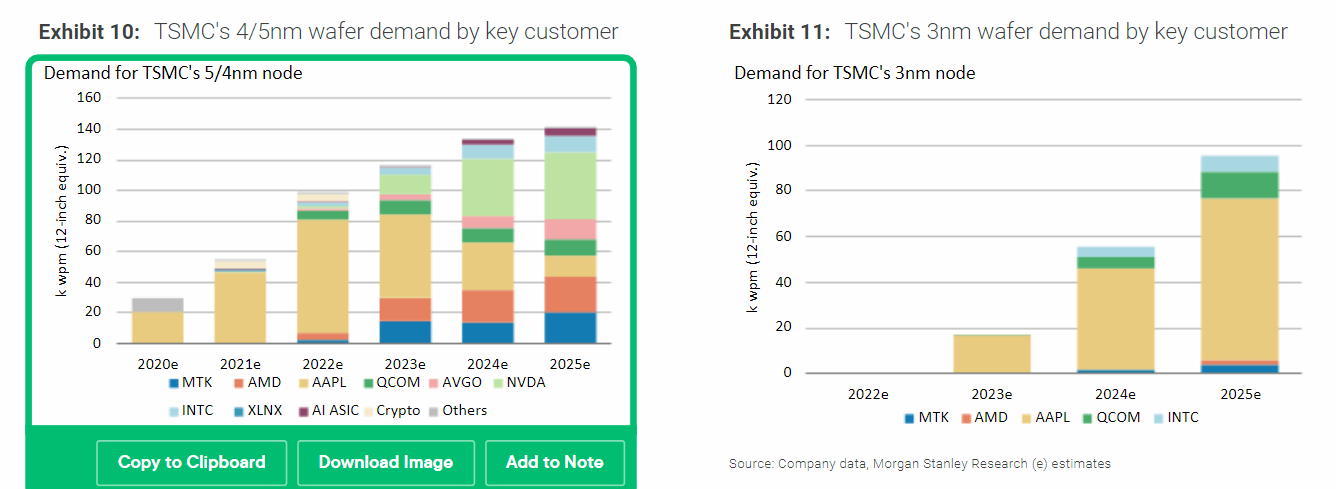 Exhibit 10: TSMC's 4/5nm wafer demand by key customer
Demand for TSMC's 5/4nm node
k wpm (12-inch equiv.)
160
140
120
100
80
60
40
20
0
2020e 2021e 2022e 2023e 2024e 2025e
MTK AMD AAPL QCOM AVGO NVDA
INTC XLNX AI ASIC Crypto Others
Copy to Clipboard Download Image Add to Note
Exhibit 11: TSMC's 3nm wafer demand by key customer
Demand for TSMC's 3nm node
k wpm (12-inch equiv.)
120
100
80
60
40
20
0
2022e 2023e 2024e 2025e
MTK AMD AAPL QCOM INTC
Source: Company data, Morgan Stanley Research (e) estimates